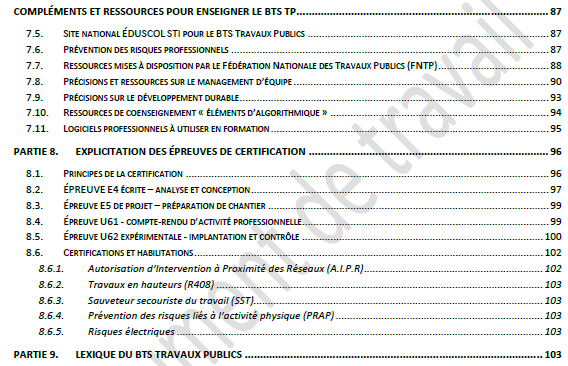 COMPLÉMENTS ET RESSOURCES POUR ENSEIGNER LE BTS TP........87
7.5. SITE NATIONAL ÉDUSCOL STI POUR LE BTS TRAVAUX PUBLICS........87
7.6. PRÉVENTION DES RISQUES PROFESSIONNELS........87
7.7. RESSOURCES MISES À DISPOSITION PAR LE FÉDÉRATION NATIONALE DES TRAVAUX PUBLICS (FNTP)........88
7.8. PRÉCISIONS ET RESSOURCES SUR LE MANAGEMENT D'ÉQUIPE........90
7.9. PRÉCISIONS SUR LE DÉVELOPPEMENT DURABLE........93
7.10. RESSOURCES DE COENSEIGNEMENT « ÉLÉMENTS D'ALGORITHMIQUE »........94
7.11. LOGICIELS PROFESSIONNELS À UTILISER EN FORMATION........95
PARTIE 8. EXPLICITATION DES ÉPREUVES DE CERTIFICATION........96
8.1. PRINCIPES DE LA CERTIFICATION........96
8.2. ÉPREUVE E4 ÉCRITE – ANALYSE ET CONCEPTION........97
8.3. ÉPREUVE E5 DE PROJET – PRÉPARATION DE CHANTIER........99
8.4. ÉPREUVE U61 - COMPTE-RENDU D'ACTIVITÉ PROFESSIONNELLE........99
8.5. ÉPREUVE U62 EXPÉRIMENTALE - IMPLANTATION ET CONTRÔLE........100
8.6. CERTIFICATIONS ET HABILITATIONS........102
8.6.1. Autorisation d'Intervention à Proximité des Réseaux (A.I.P.R)........102
8.6.2. Travaux en hauteurs (R408)........103
8.6.3. Sauveteur secouriste du travail (SST)........103
8.6.4. Prévention des risques liés à l'activité physique (PRAP)........103
8.6.5. Risques électriques........103
PARTIE 9. LEXIQUE DU BTS TRAVAUX PUBLICS........103
ment de travail